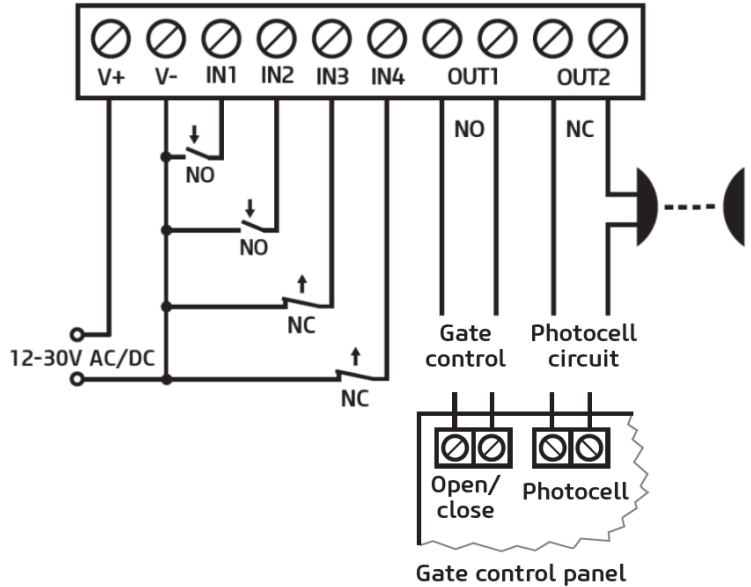 V+ V- IN1 IN2 IN3 IN4 OUT1 OUT2
NO NC
NO
NO
NC
12-30V AC/DC
NC
Gate
control
Photocell
circuit
Open/
close
Photocell
Gate control panel